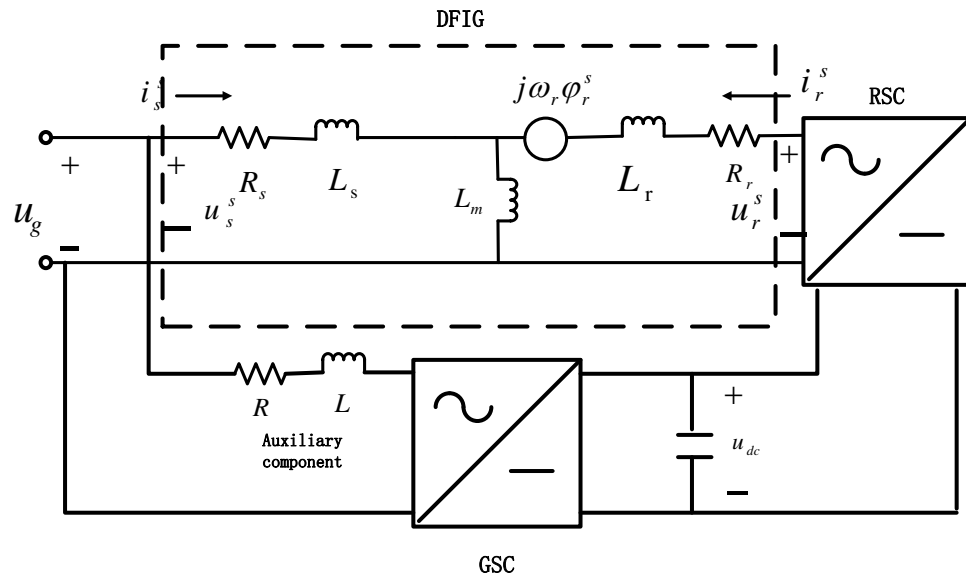 DFIG
i_s^s
jω_rφ_r^s
i_r^s
RSC
+
+
+
R_s
L_s
L_m
L_r
R_r
u_g
u_s^s
u_r^s
R
L
+
Auxiliary
component
u_dc
GSC